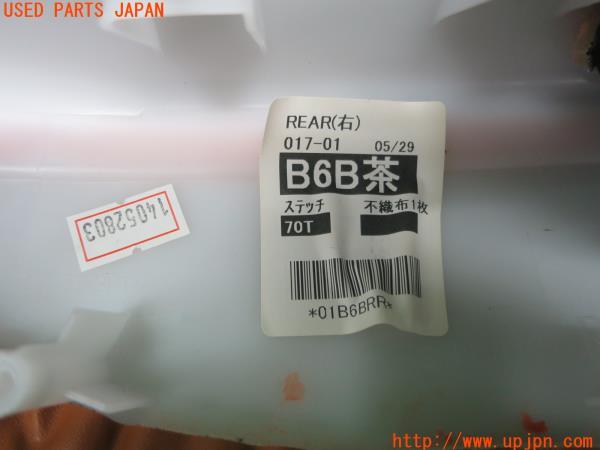 USED PARTS JAPAN
REAR(右)
017-01 05/29
B6B茶
ステッチ 不織布1枚
70T
*01B6BRR*
14052803
http://www.upjpn.com/